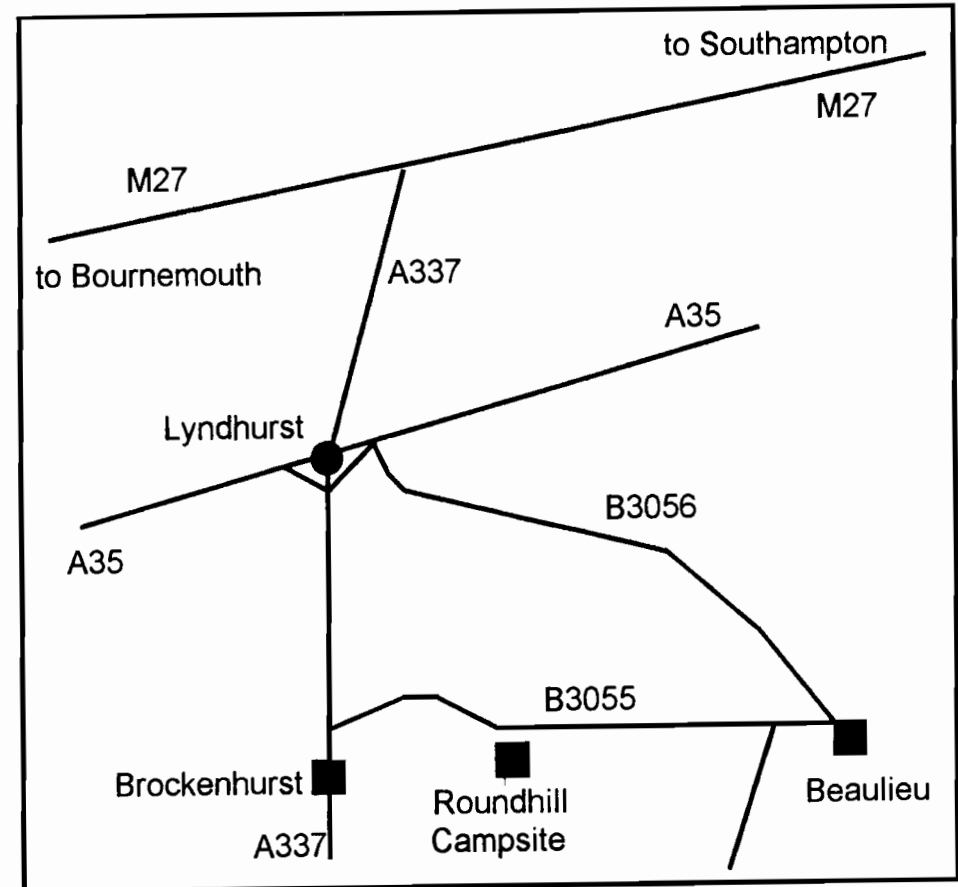 to Southampton
M27
M27
to Bournemouth
A337
A35
Lyndhurst
B3056
A35
B3055
Brockenhurst
Roundhill
Campsite
Beaulieu
A337